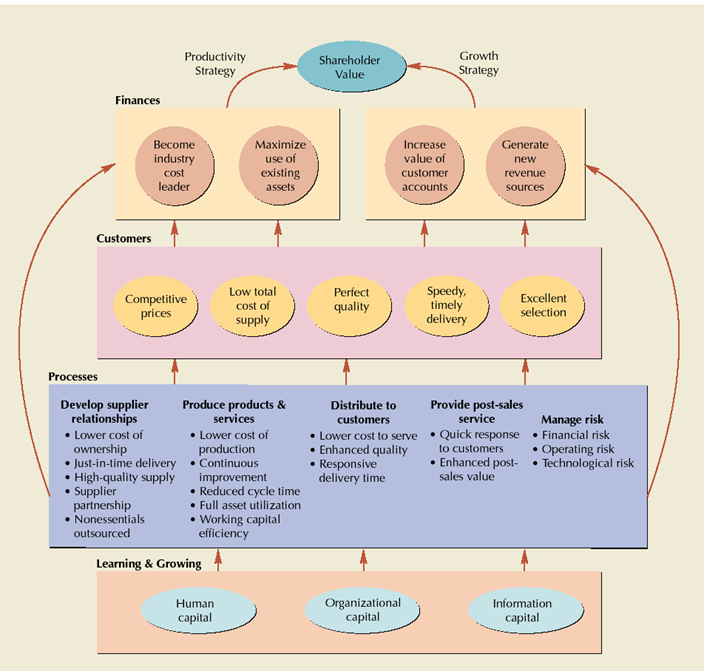 Productivity
Strategy
Shareholder
Value
Growth
Strategy
Finances
Become
industry
cost
leader
Maximize
use of
existing
assets
Increase
value of
customer
accounts
Generate
new
revenue
sources
Customers
Competitive
prices
Low total
cost of
supply
Perfect
quality
Speedy,
timely
delivery
Excellent
selection
Processes
Develop supplier
relationships
• Lower cost of
ownership
• Just-in-time delivery
• High-quality supply
• Supplier
partnership
• Nonessentials
outsourced
Produce products &
services
• Lower cost of
production
• Continuous
improvement
• Reduced cycle time
• Full asset utilization
• Working capital
efficiency
Distribute to
customers
• Lower cost to serve
• Enhanced quality
• Responsive
delivery time
Provide post-sales
service
• Quick response
to customers
• Enhanced post-
sales value
Manage risk
• Financial risk
• Operating risk
• Technological risk
Learning & Growing
Human
capital
Organizational
capital
Information
capital